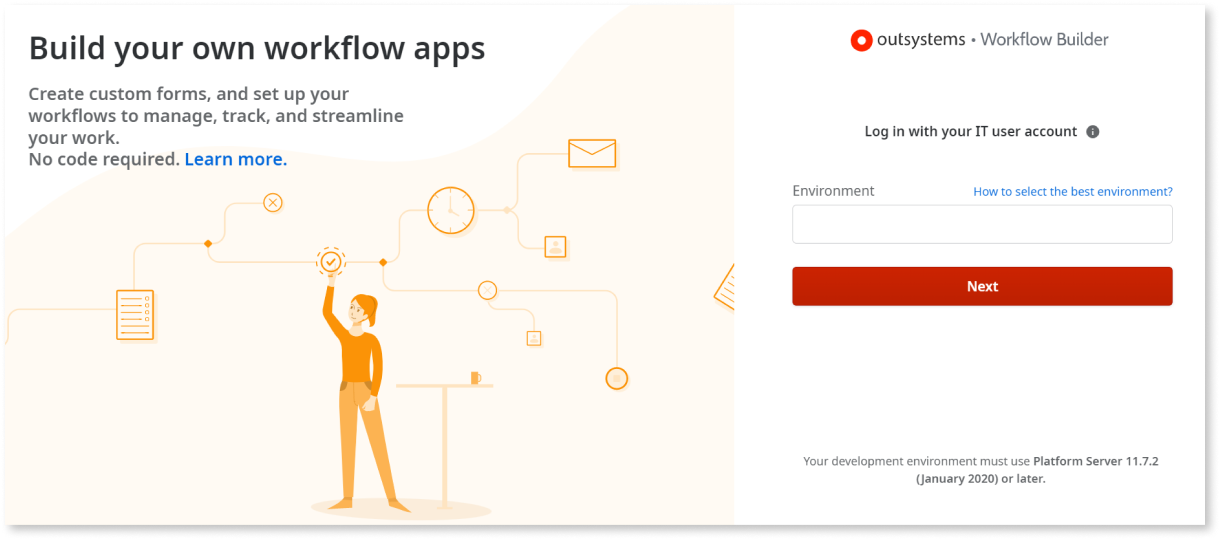 Build your own workflow apps
Create custom forms, and set up your
workflows to manage, track, and streamline
your work.
No code required. Learn more.
outsystems • Workflow Builder
Log in with your IT user account
Environment How to select the best environment?
Next
Your development environment must use Platform Server 11.7.2
(January 2020) or later.